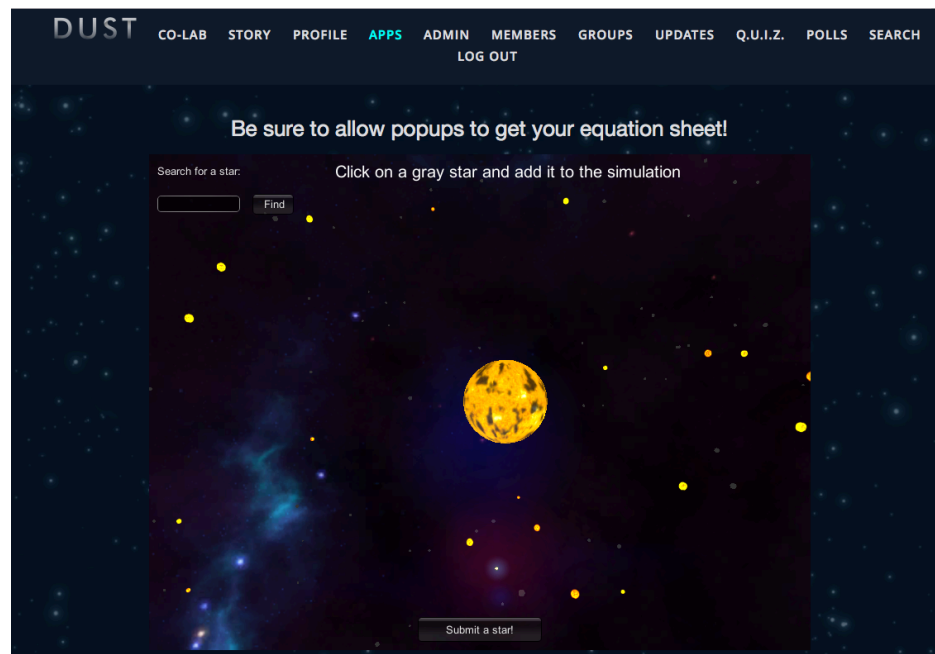 DUST
CO-LAB STORY PROFILE APPS ADMIN MEMBERS GROUPS UPDATES Q.U.I.Z. POLLS SEARCH
LOG OUT
Be sure to allow popups to get your equation sheet!
Search for a star:
Click on a gray star and add it to the simulation
Find
Submit a star!